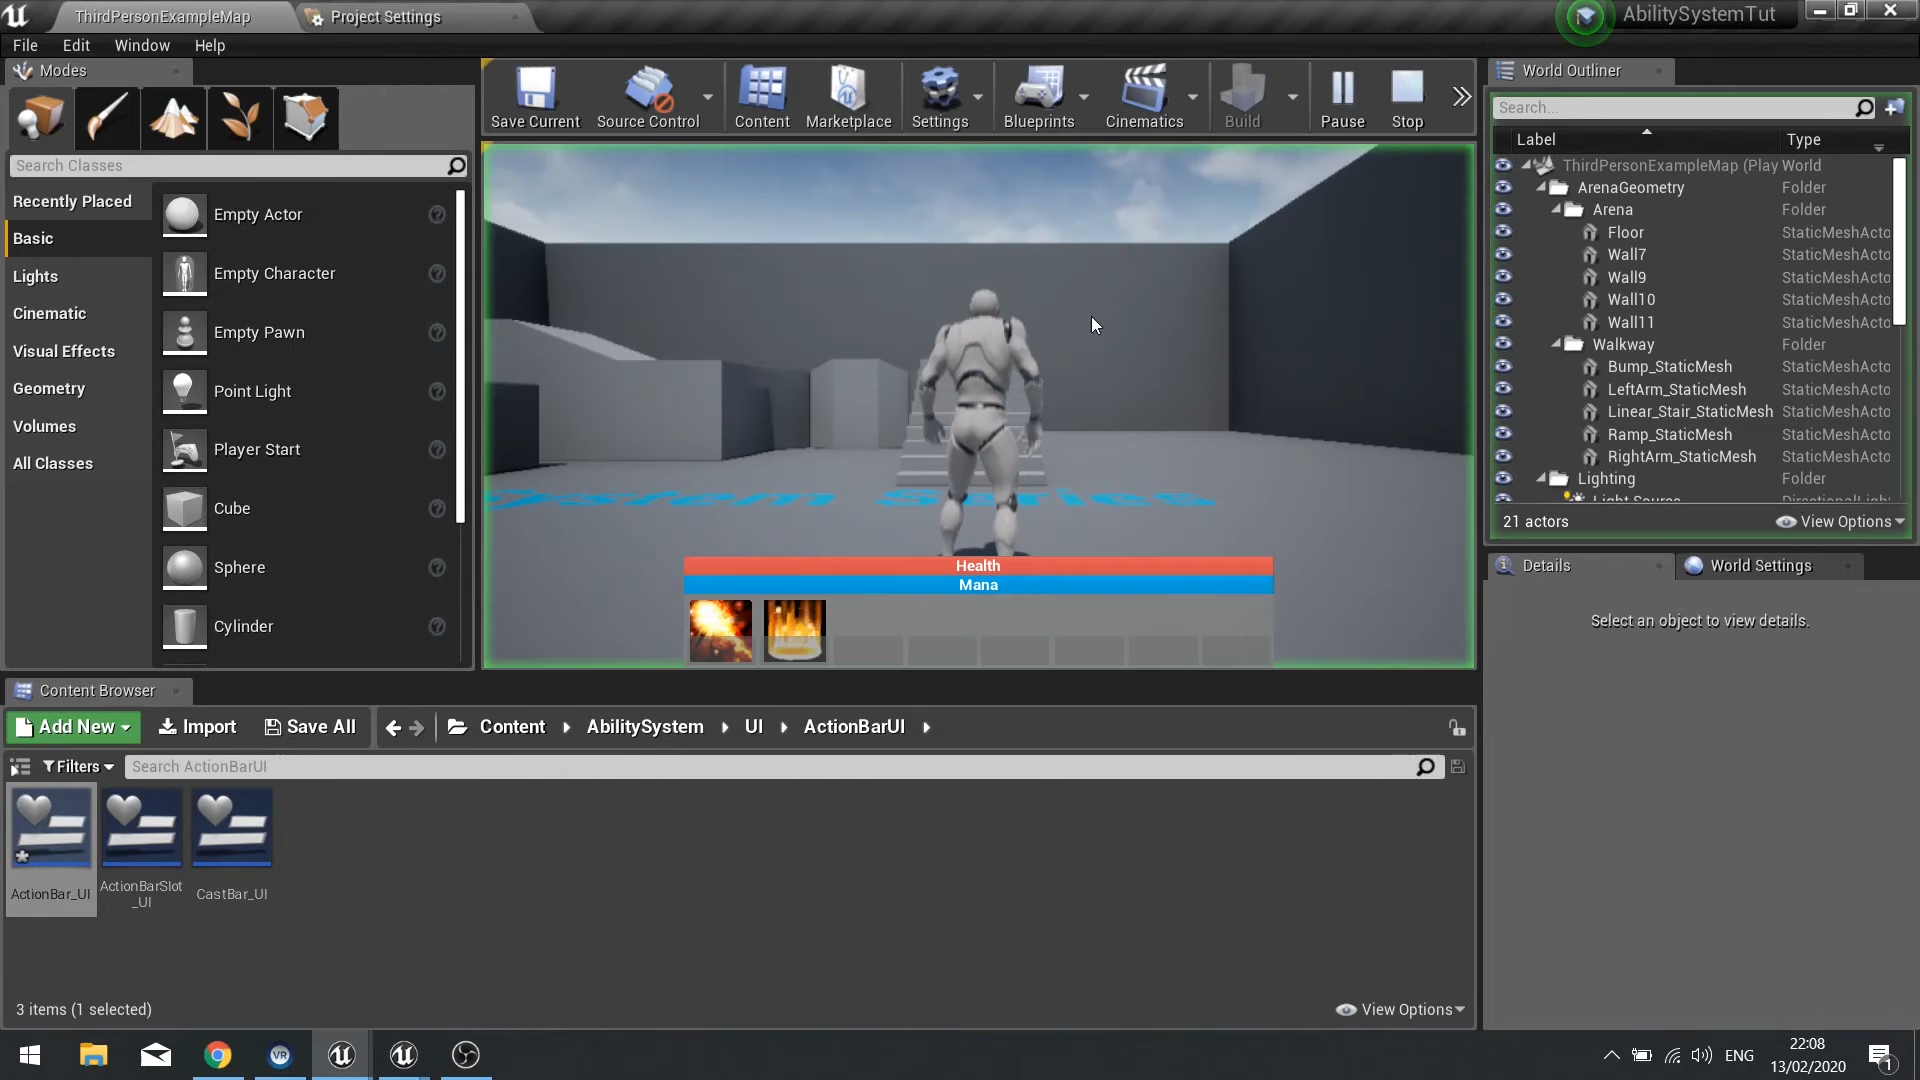 ThirdPersonExampleMap
Project Settings
AbilitySystemTut
File Edit Window Help
Modes
Search Classes
Recently Placed
Basic
Lights
Cinematic
Visual Effects
Geometry
Volumes
All Classes
Empty Actor
Empty Character
Empty Pawn
Point Light
Player Start
Cube
Sphere
Cylinder
Save Current
Source Control
Content
Marketplace
Settings
Blueprints
Cinematics
Build
Pause
Stop
System Series
Health
Mana
World Outliner
Search...
Label Type
ThirdPersonExampleMap (Play World
ArenaGeometry Folder
Arena Folder
Floor StaticMeshActo
Wall7 StaticMeshActo
Wall9 StaticMeshActo
Wall10 StaticMeshActo
Wall11 StaticMeshActo
Walkway Folder
Bump_StaticMesh StaticMeshActo
LeftArm_StaticMesh StaticMeshActo
Linear_Stair_StaticMesh StaticMeshActo
Ramp_StaticMesh StaticMeshActo
RightArm_StaticMesh StaticMeshActo
Lighting Folder
Light Source DirectionalLigh
21 actors
View Options
Details
World Settings
Select an object to view details.
Content Browser
Add New Import Save All Content AbilitySystem UI ActionBarUI
Filters
Search ActionBarUI
ActionBar_UI
ActionBarSlot
_UI
CastBar_UI
3 items (1 selected)
View Options
VR
ENG
22:08
13/02/2020
1